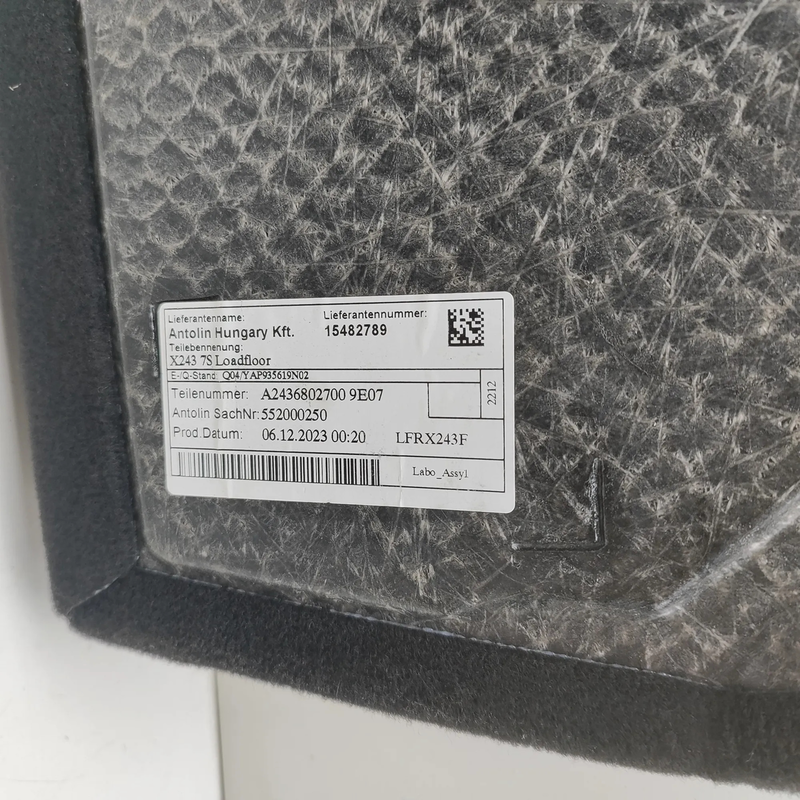 Lieferantenname: Lieferantennummer:
Antolin Hungary Kft. 15482789
Teilebennenung:
X243 7S Loadfloor
E-/Q-Stand: Q04/YAP935619N02
Teilenummer: A2436802700 9E07
2212
Antolin SachNr: 552000250
Prod.Datum: 06.12.2023 00:20 LFRX243F
Labo_Assy1